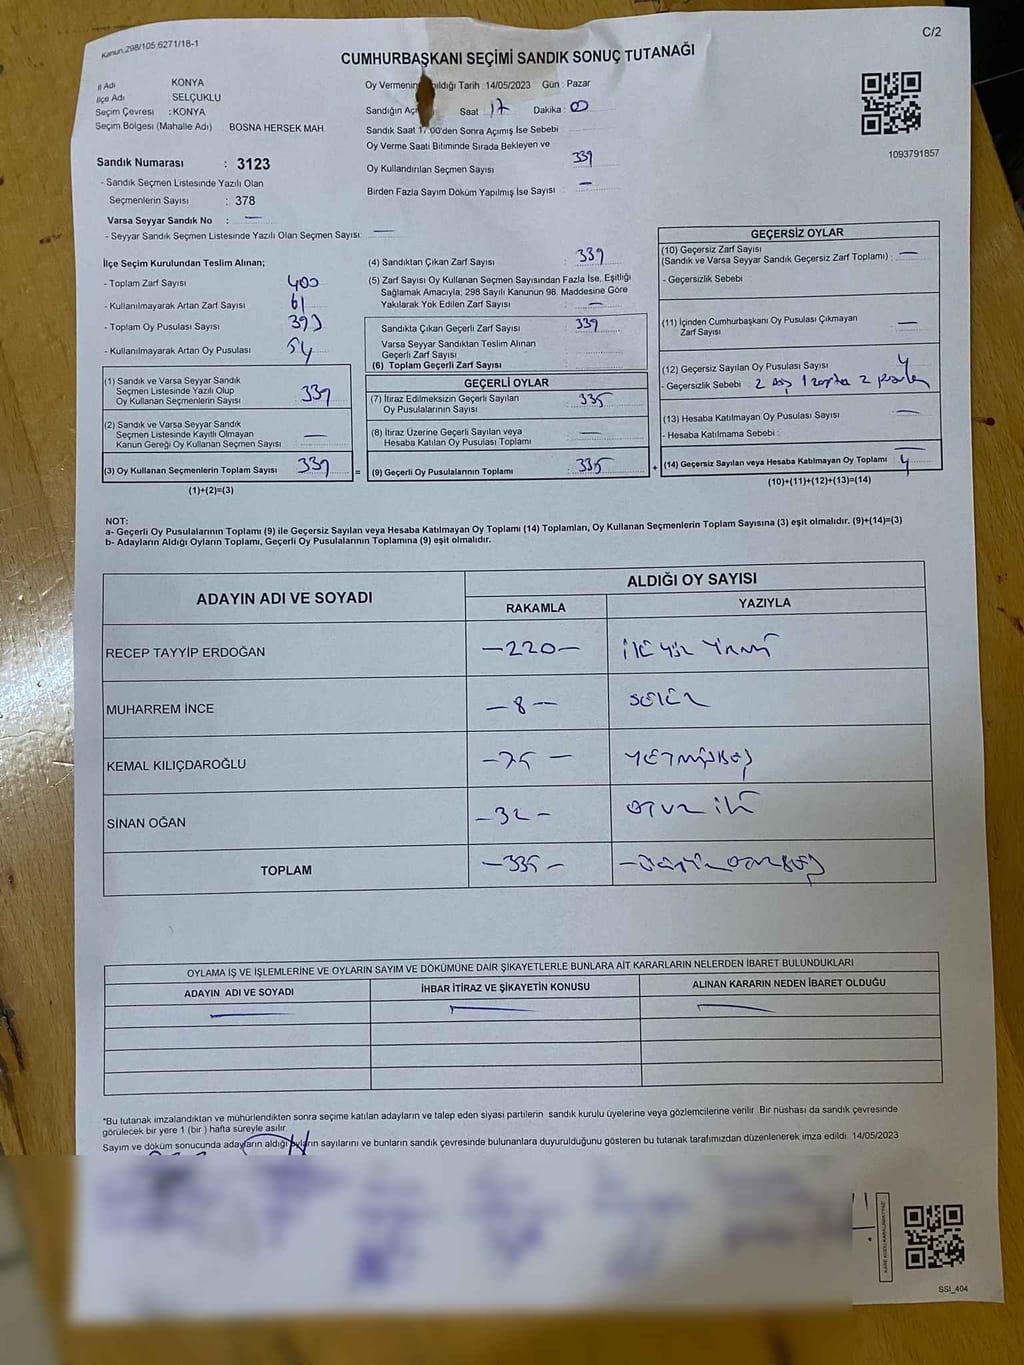 Kanun:298/105;6271/18-1
C/2
CUMHURBAŞKANI SEÇİMİ SANDIK SONUÇ TUTANAĞI
İl Adı KONYA
İlçe Adı SELÇUKLU
Seçim Çevresi : KONYA
Seçim Bölgesi (Mahalle Adı) BOSNA HERSEK MAH.
Sandık Numarası : 3123
- Sandık Seçmen Listesinde Yazılı Olan
Seçmenlerin Sayısı : 378
Varsa Seyyar Sandık No : —
- Seyyar Sandık Seçmen Listesinde Yazılı Olan Seçmen Sayısı: —
Oy Vermenin ıldığı Tarih :14/05/2023 Gün : Pazar
Sandığın Açı Saat 17 Dakika : 00
Sandık Saat 17.00'den Sonra Açımış İse Sebebi
Oy Verme Saati Bitiminde Sırada Bekleyen ve
Oy Kullandırılan Seçmen Sayısı 339
Birden Fazla Sayım Döküm Yapılmış İse Sayısı : —
1093791857
İlçe Seçim Kurulundan Teslim Alınan;
- Toplam Zarf Sayısı 400
- Kullanılmayarak Artan Zarf Sayısı 61
- Toplam Oy Pusulası Sayısı
- Kullanılmayarak Artan Oy Pusulası 54
(1) Sandık ve Varsa Seyyar Sandık
Seçmen Listesinde Yazılı Olup
Oy Kullanan Seçmenlerin Sayısı 339
(2) Sandık ve Varsa Seyyar Sandık
Seçmen Listesinde Kayıtlı Olmayan
Kanun Gereği Oy Kullanan Seçmen Sayısı —
(3) Oy Kullanan Seçmenlerin Toplam Sayısı 339
(1)+(2)=(3)
(4) Sandıktan Çıkan Zarf Sayısı : 339
(5) Zarf Sayısı Oy Kullanan Seçmen Sayısından Fazla İse, Eşitliği
Sağlamak Amacıyla, 298 Sayılı Kanunun 98. Maddesine Göre
Yakılarak Yok Edilen Zarf Sayısı : —
Sandıkta Çıkan Geçerli Zarf Sayısı 339
Varsa Seyyar Sandıktan Teslim Alınan
Geçerli Zarf Sayısı
(6) Toplam Geçerli Zarf Sayısı
GEÇERLİ OYLAR
(7) İtiraz Edilmeksizin Geçerli Sayılan
Oy Pusulalarının Sayısı 335
(8) İtiraz Üzerine Geçerli Sayılan veya
Hesaba Katılan Oy Pusulası Toplamı —
= (9) Geçerli Oy Pusulalarının Toplamı : 335
GEÇERSİZ OYLAR
(10) Geçersiz Zarf Sayısı
(Sandık ve Varsa Seyyar Sandık Geçersiz Zarf Toplamı) : —
- Geçersizlik Sebebi :
(11) İçinden Cumhurbaşkanı Oy Pusulası Çıkmayan
Zarf Sayısı —
(12) Geçersiz Sayılan Oy Pusulası Sayısı 4
- Geçersizlik Sebebi : 2 1 2
(13) Hesaba Katılmayan Oy Pusulası Sayısı : —
- Hesaba Katılmama Sebebi :
+ (14) Geçersiz Sayılan veya Hesaba Katılmayan Oy Toplamı : 4
(10)+(11)+(12)+(13)=(14)
NOT:
a- Geçerli Oy Pusulalarının Toplamı (9) ile Geçersiz Sayılan veya Hesaba Katılmayan Oy Toplamı (14) Toplamları, Oy Kullanan Seçmenlerin Toplam Sayısına (3) eşit olmalıdır. (9)+(14)=(3)
b- Adayların Aldığı Oyların Toplamı, Geçerli Oy Pusulalarının Toplamına (9) eşit olmalıdır.
ADAYIN ADI VE SOYADI
ALDIĞI OY SAYISI
RAKAMLA YAZIYLA
RECEP TAYYİP ERDOĞAN —220— iki yüz yirmi
MUHARREM İNCE —8— sekiz
KEMAL KILIÇDAROĞLU —75— YETMİŞBEŞ
SİNAN OĞAN —32— otuz iki
TOPLAM —335— —üçyüz otuzbeş
OYLAMA İŞ VE İŞLEMLERİNE VE OYLARIN SAYIM VE DÖKÜMÜNE DAİR ŞİKAYETLERLE BUNLARA AİT KARARLARIN NELERDEN İBARET BULUNDUKLARI
ADAYIN ADI VE SOYADI İHBAR İTİRAZ VE ŞİKAYETİN KONUSU ALINAN KARARIN NEDEN İBARET OLDUĞU
*Bu tutanak imzalandıktan ve mühürlendikten sonra seçime katılan adayların ve talep eden siyasi partilerin sandık kurulu üyelerine veya gözlemcilerine verilir. Bir nüshası da sandık çevresinde
görülecek bir yere 1 (bir) hafta süreyle asılır.
Sayım ve döküm sonucunda adayların aldığı oyların sayılarını ve bunların sandık çevresinde bulunanlara duyurulduğunu gösteren bu tutanak tarafımızdan düzenlenerek imza edildi. 14/05/2023
SSI_404